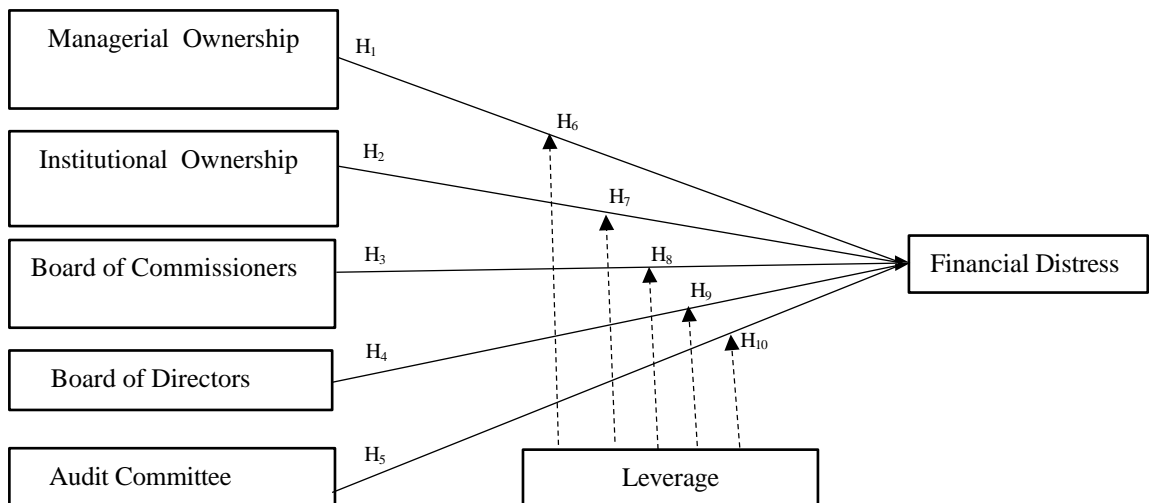 Managerial Ownership
H1
H6
Institutional Ownership
H2
H7
Board of Commissioners
H3
H8
Financial Distress
H9
Board of Directors
H4
H10
Audit Committee
H5
Leverage